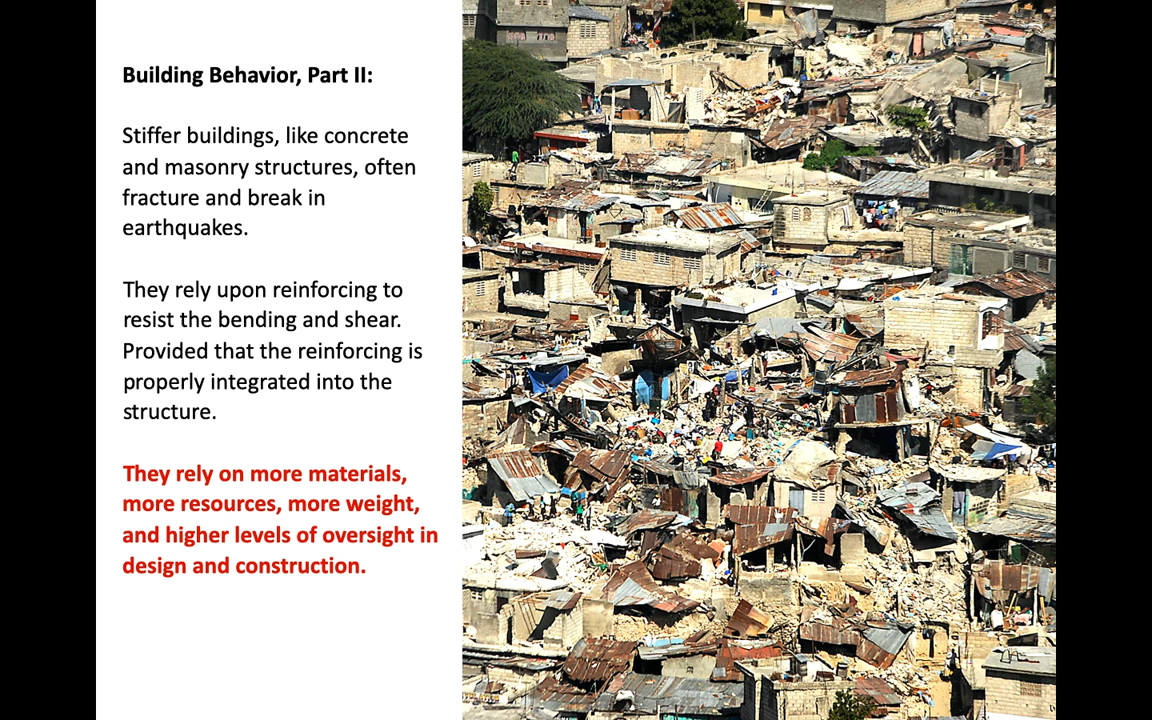 Building Behavior, Part II:
Stiffer buildings, like concrete
and masonry structures, often
fracture and break in
earthquakes.
They rely upon reinforcing to
resist the bending and shear.
Provided that the reinforcing is
properly integrated into the
structure.
They rely on more materials,
more resources, more weight,
and higher levels of oversight in
design and construction.